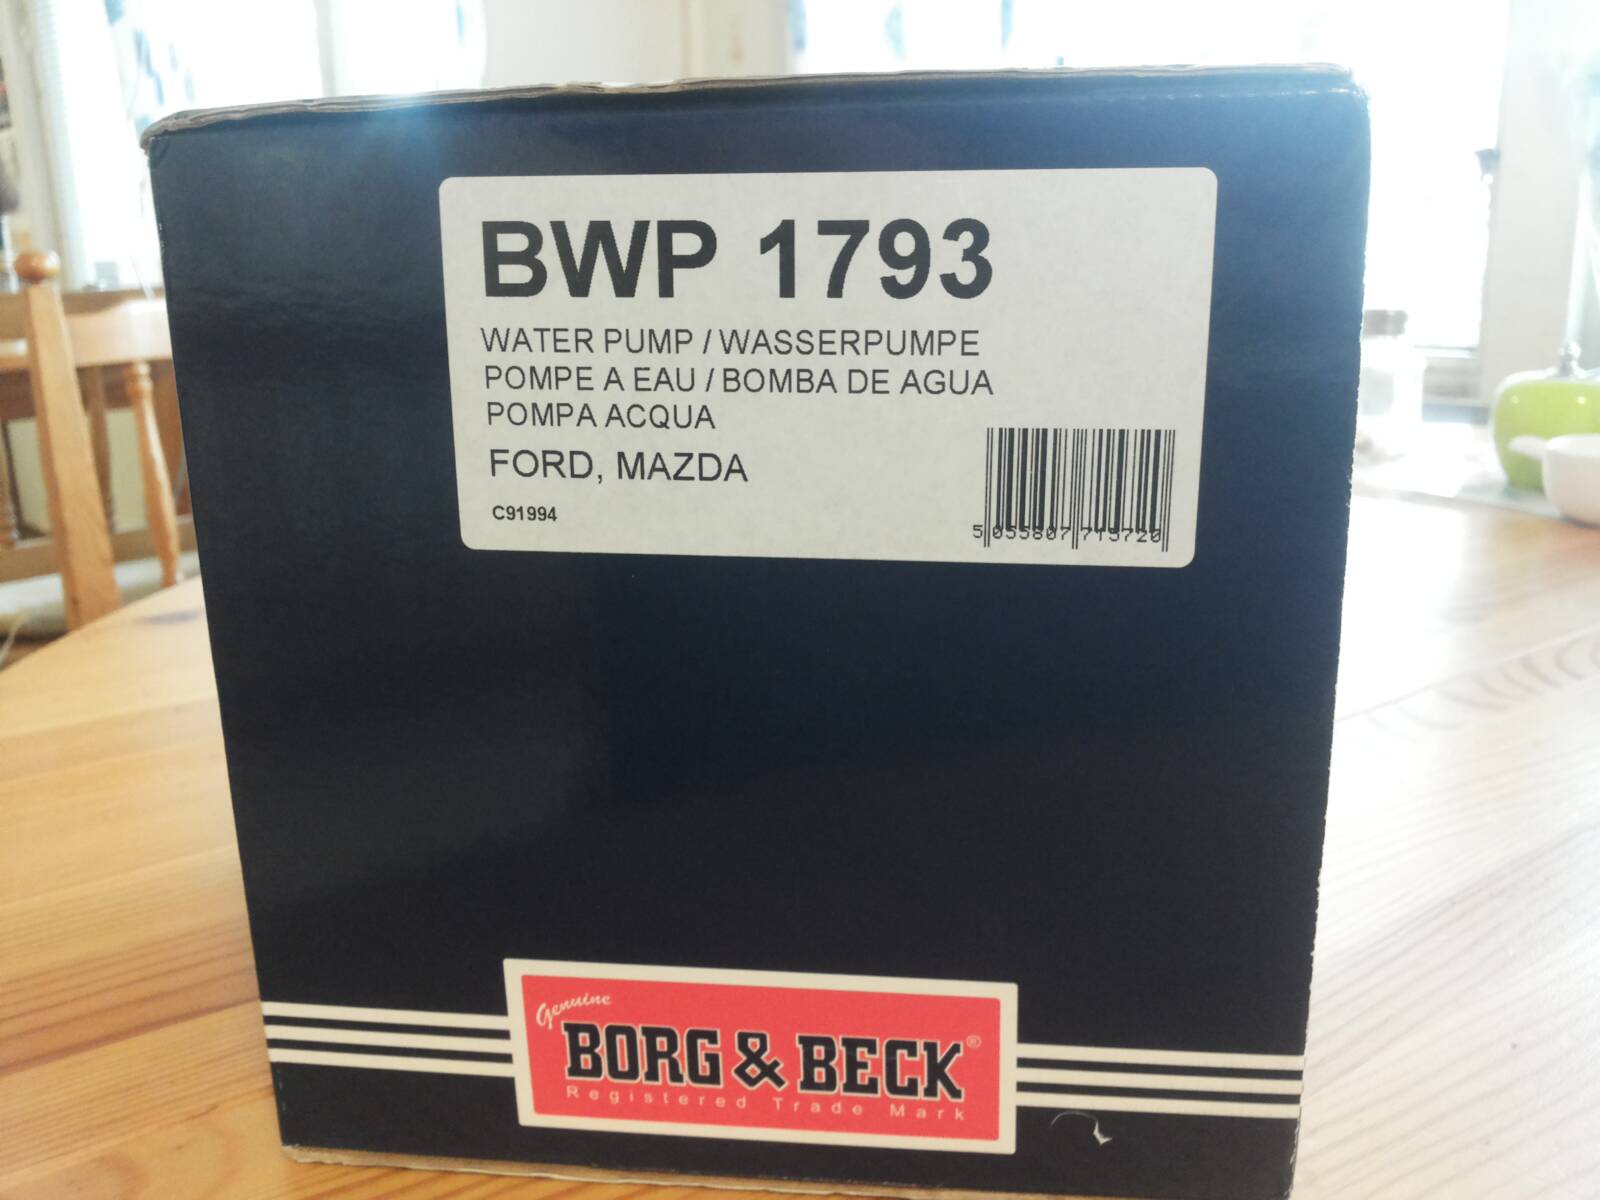 BWP 1793
WATER PUMP / WASSERPUMPE
POMPE A EAU / BOMBA DE AGUA
POMPA ACQUA
FORD, MAZDA
C91994
5 055807 715720
Genuine
BORG & BECK®
Registered Trade Mark